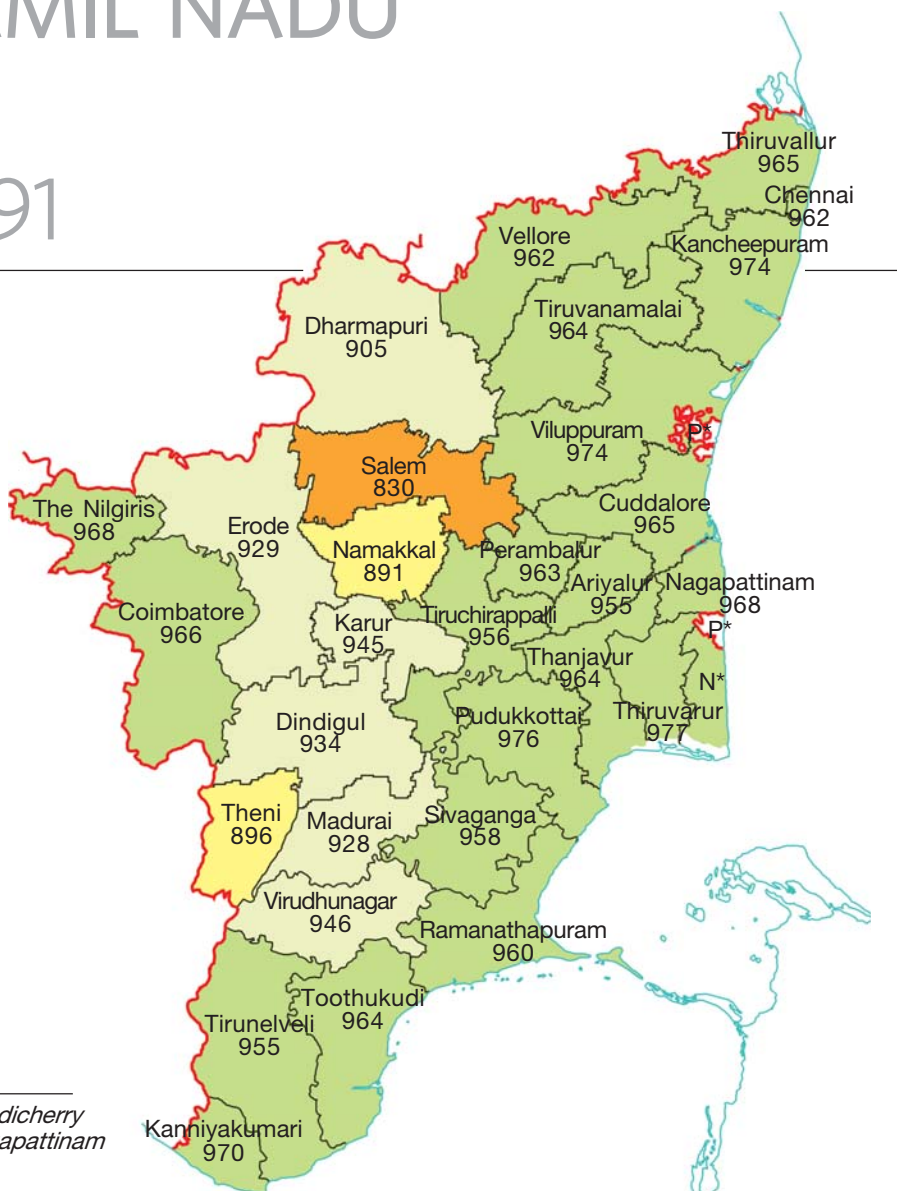 AMIL NADU
91
Thiruvallur
965
Chennai
962
Vellore
962
Kancheepuram
974
Tiruvanamalai
964
Dharmapuri
905
Viluppuram
974
P*
Salem
830
Cuddalore
965
The Nilgiris
968
Erode
929
Namakkal
891
Perambalur
963
Ariyalur
955
Nagapattinam
968
Coimbatore
966
Karur
945
Tiruchirappalli
956
P*
Thanjavur
964
N*
Thiruvarur
977
Dindigul
934
Pudukkottai
976
Theni
896
Madurai
928
Sivaganga
958
Virudhunagar
946
Ramanathapuram
960
Toothukudi
964
Tirunelveli
955
Kanniyakumari
970
dicherry
apattinam